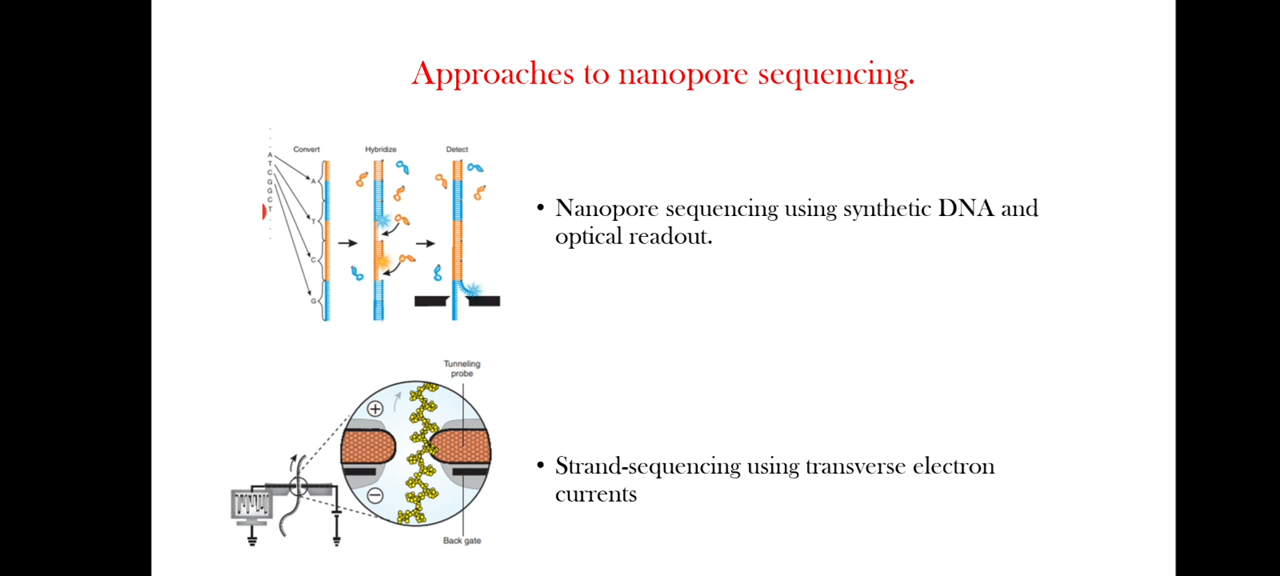 Approaches to nanopore sequencing.
Convert Hybridize Detect
A
T
C
G
G
C
T
A
T
C
G
• Nanopore sequencing using synthetic DNA and
optical readout.
Tunneling
probe
+
−
Back gate
• Strand-sequencing using transverse electron
currents